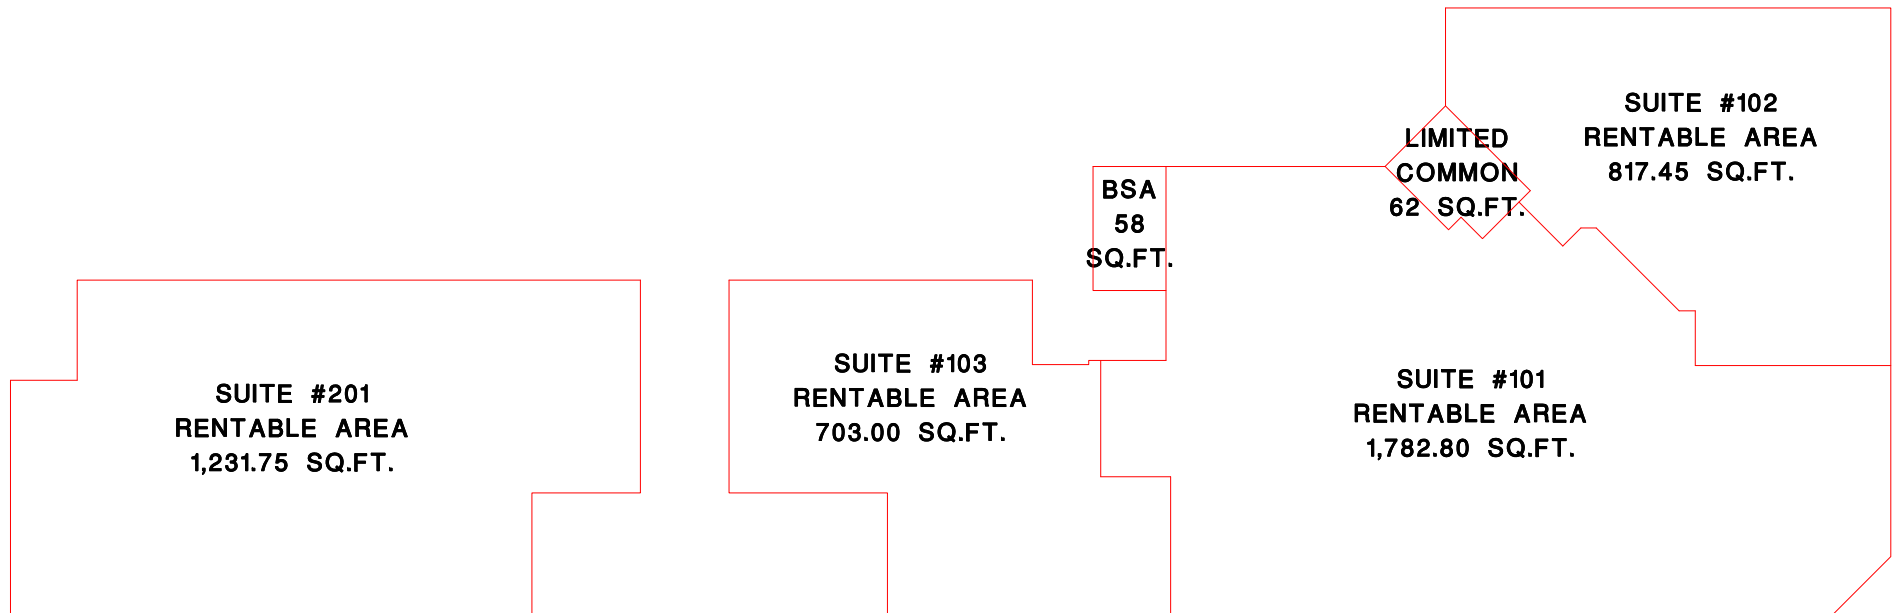 SUITE #102
RENTABLE AREA
817.45 SQ.FT.
LIMITED
COMMON
62 SQ.FT.
BSA
58
SQ.FT.
SUITE #103
RENTABLE AREA
703.00 SQ.FT.
SUITE #101
RENTABLE AREA
1,782.80 SQ.FT.
SUITE #201
RENTABLE AREA
1,231.75 SQ.FT.